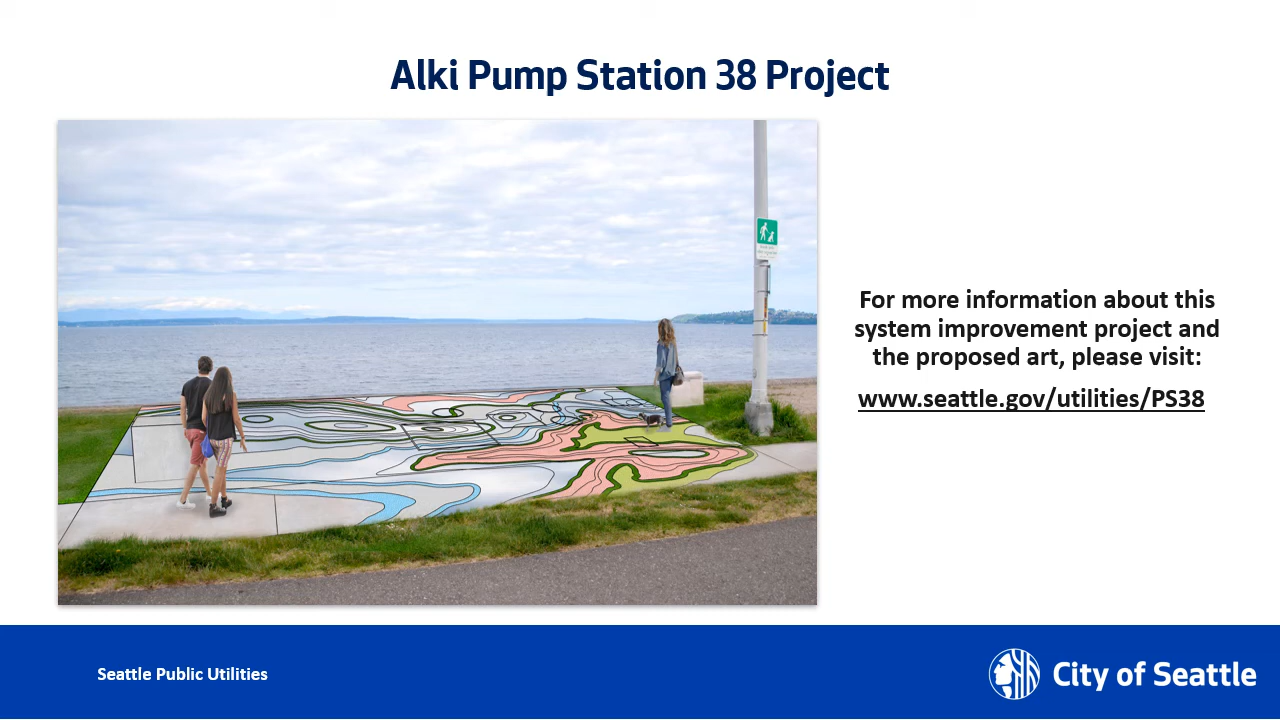 Alki Pump Station 38 Project
For more information about this
system improvement project and
the proposed art, please visit:
www.seattle.gov/utilities/PS38
Seattle Public Utilities
City of Seattle